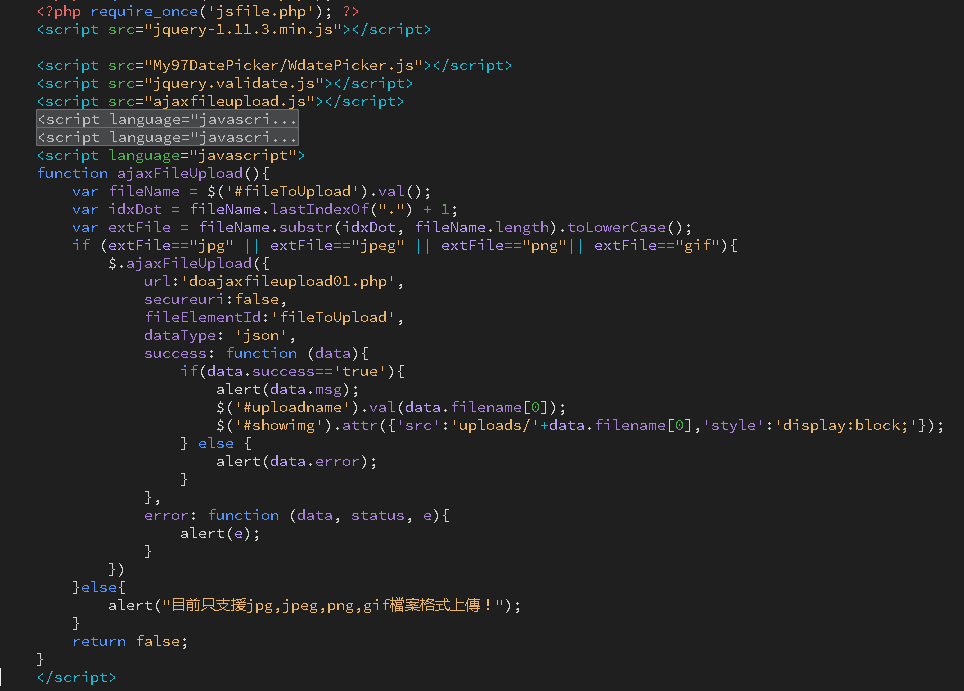 <?php require_once('jsfile.php'); ?>
<script src="jquery-1.11.3.min.js"></script>
<script src="My97DatePicker/WdatePicker.js"></script>
<script src="jquery.validate.js"></script>
<script src="ajaxfileupload.js"></script>
<script language="javascri...
<script language="javascri...
<script language="javascript">
function ajaxFileUpload(){
    var fileName = $('#fileToUpload').val();
    var idxDot = fileName.lastIndexOf(".") + 1;
    var extFile = fileName.substr(idxDot, fileName.length).toLowerCase();
    if (extFile=="jpg" || extFile=="jpeg" || extFile=="png"|| extFile=="gif"){
        $.ajaxFileUpload({
            url:'doajaxfileupload01.php',
            secureuri:false,
            fileElementId:'fileToUpload',
            dataType: 'json',
            success: function (data){
                if(data.success=='true'){
                    alert(data.msg);
                    $('#uploadname').val(data.filename[0]);
                    $('#showimg').attr({'src':'uploads/'+data.filename[0],'style':'display:block;'});
                } else {
                    alert(data.error);
                }
            },
            error: function (data, status, e){
                alert(e);
            }
        })
    }else{
        alert("目前只支援jpg,jpeg,png,gif檔案格式上傳！");
    }
    return false;
}
</script>